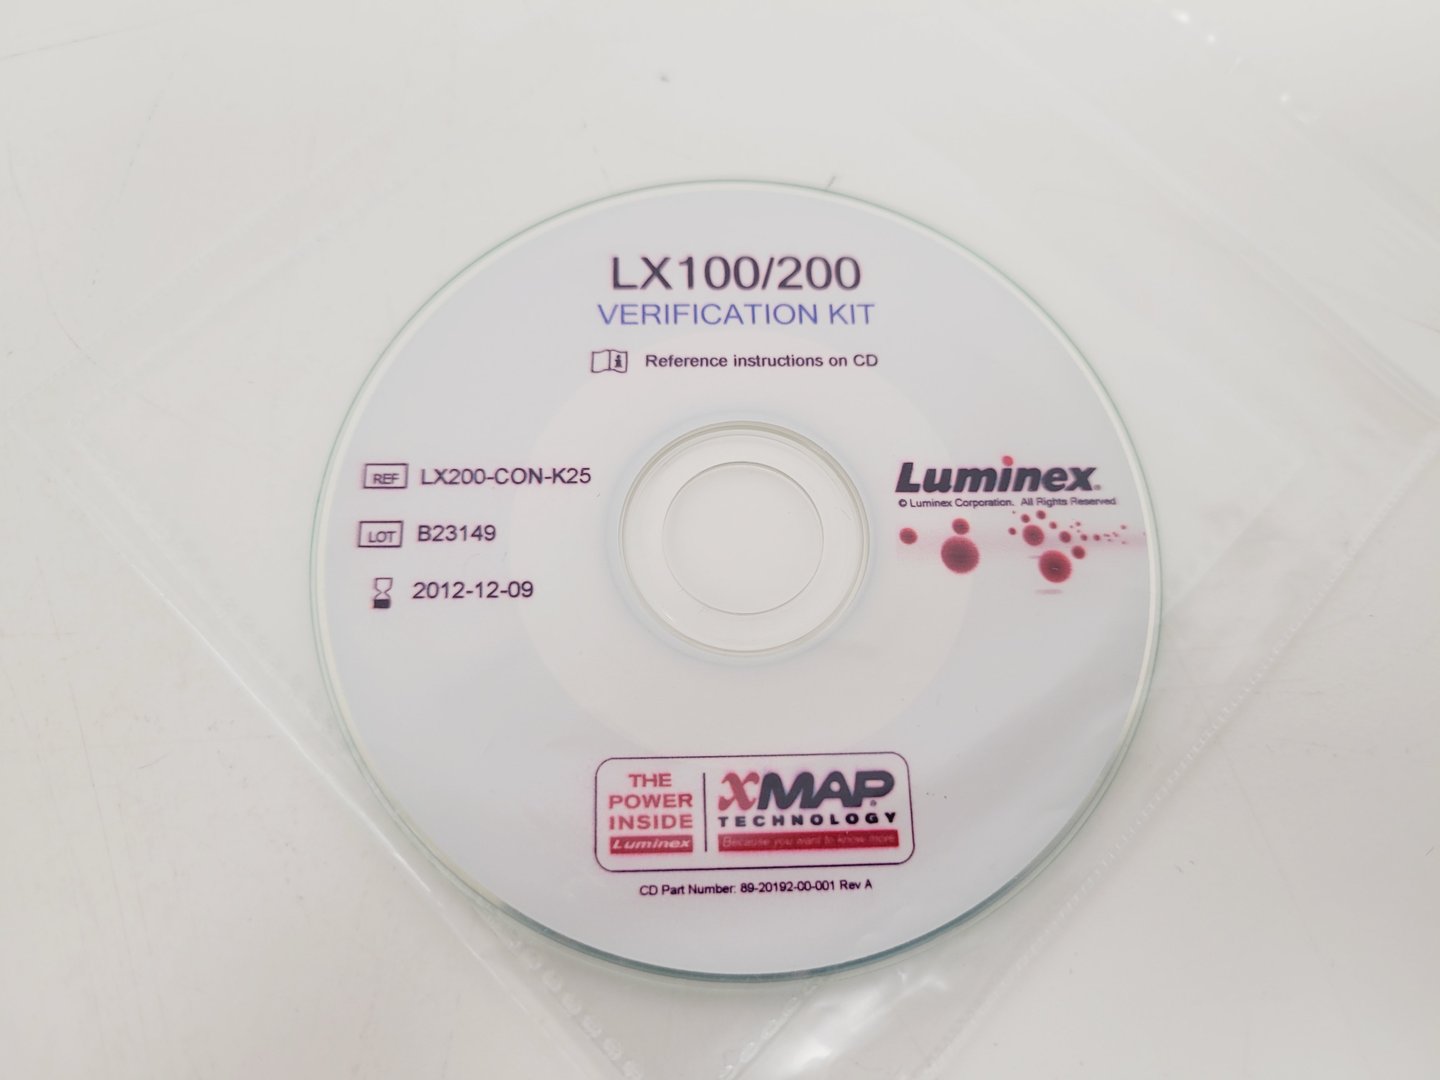 LX100/200
VERIFICATION KIT
Reference instructions on CD
REF LX200-CON-K25
LOT B23149
2012-12-09
Luminex®
© Luminex Corporation. All Rights Reserved
THE
POWER
INSIDE
Luminex
xMAP®
TECHNOLOGY
Because you want to know more
CD Part Number: 89-20192-00-001 Rev A